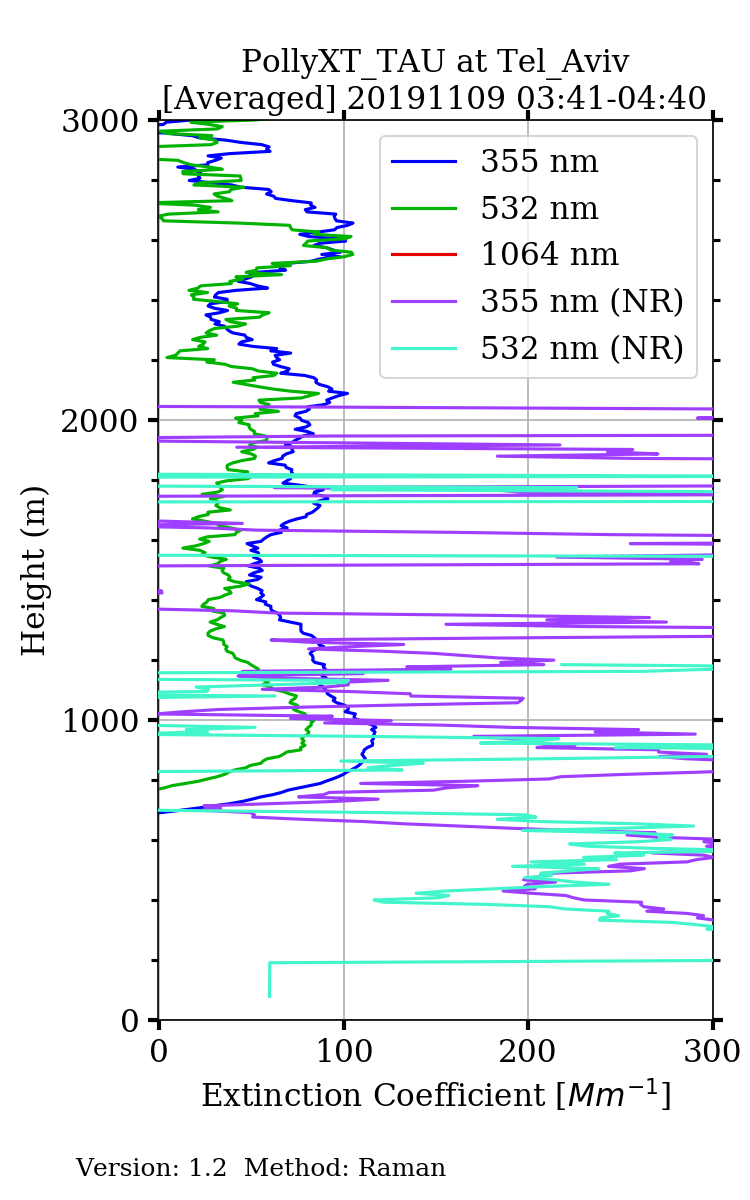 PollyXT_TAU at Tel_Aviv
[Averaged] 20191109 03:41-04:40
3000
355 nm
532 nm
1064 nm
355 nm (NR)
532 nm (NR)
2000
Height (m)
1000
0
0 100 200 300
Extinction Coefficient [Mm⁻¹]
Version: 1.2 Method: Raman